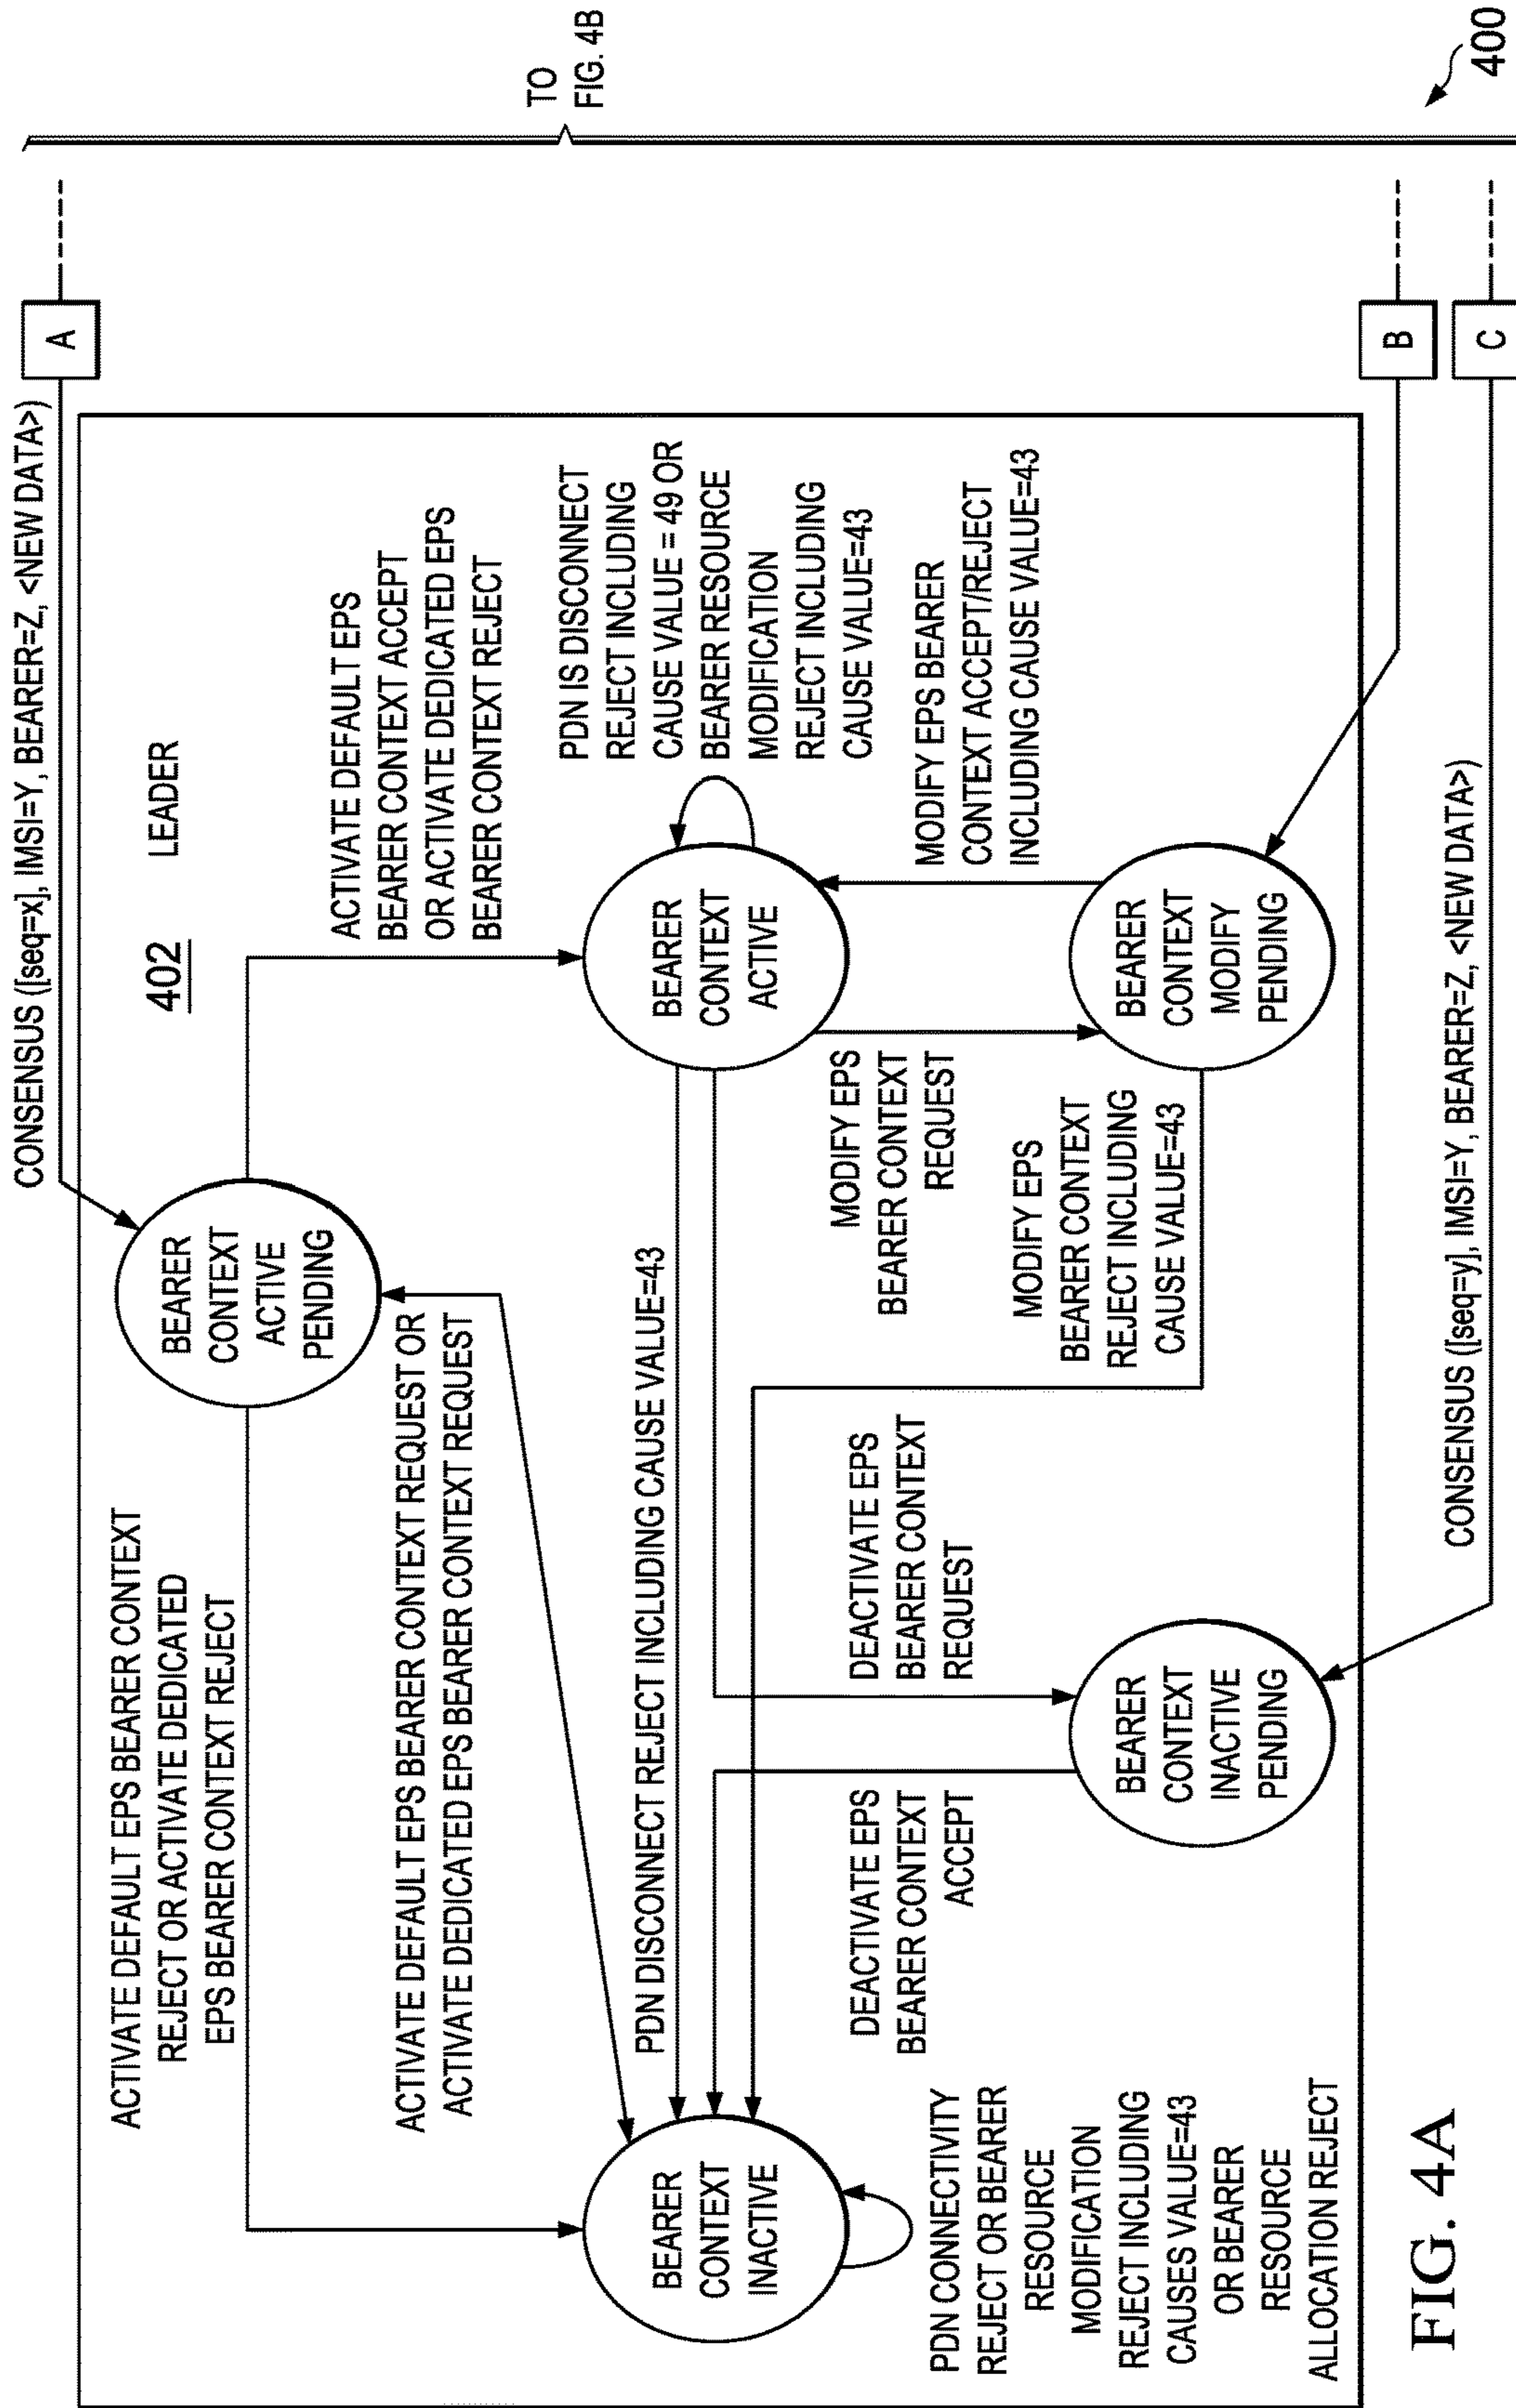 CONSENSUS ([seq=x], IMSI=Y, BEARER=Z, <NEW DATA>)
A
TO
FIG. 4B
402
LEADER
ACTIVATE DEFAULT EPS BEARER CONTEXT
REJECT OR ACTIVATE DEDICATED
EPS BEARER CONTEXT REJECT
BEARER
CONTEXT
ACTIVE
PENDING
ACTIVATE DEFAULT EPS
BEARER CONTEXT ACCEPT
OR ACTIVATE DEDICATED EPS
BEARER CONTEXT REJECT
ACTIVATE DEFAULT EPS BEARER CONTEXT REQUEST OR
ACTIVATE DEDICATED EPS BEARER CONTEXT REQUEST
PDN IS DISCONNECT
REJECT INCLUDING
CAUSE VALUE = 49 OR
BEARER RESOURCE
MODIFICATION
REJECT INCLUDING
CAUSE VALUE=43
PDN DISCONNECT REJECT INCLUDING CAUSE VALUE=43
BEARER
CONTEXT
INACTIVE
BEARER
CONTEXT
ACTIVE
DEACTIVATE EPS
BEARER CONTEXT
ACCEPT
DEACTIVATE EPS
BEARER CONTEXT
REQUEST
MODIFY EPS
BEARER CONTEXT
REQUEST
MODIFY EPS BEARER
CONTEXT ACCEPT/REJECT
INCLUDING CAUSE VALUE=43
MODIFY EPS
BEARER CONTEXT
REJECT INCLUDING
CAUSE VALUE=43
PDN CONNECTIVITY
REJECT OR BEARER
RESOURCE
MODIFICATION
REJECT INCLUDING
CAUSES VALUE=43
OR BEARER
RESOURCE
ALLOCATION REJECT
BEARER
CONTEXT
INACTIVE
PENDING
BEARER
CONTEXT
MODIFY
PENDING
B
CONSENSUS ([seq=y], IMSI=Y, BEARER=Z, <NEW DATA>)
C
FIG. 4A
400